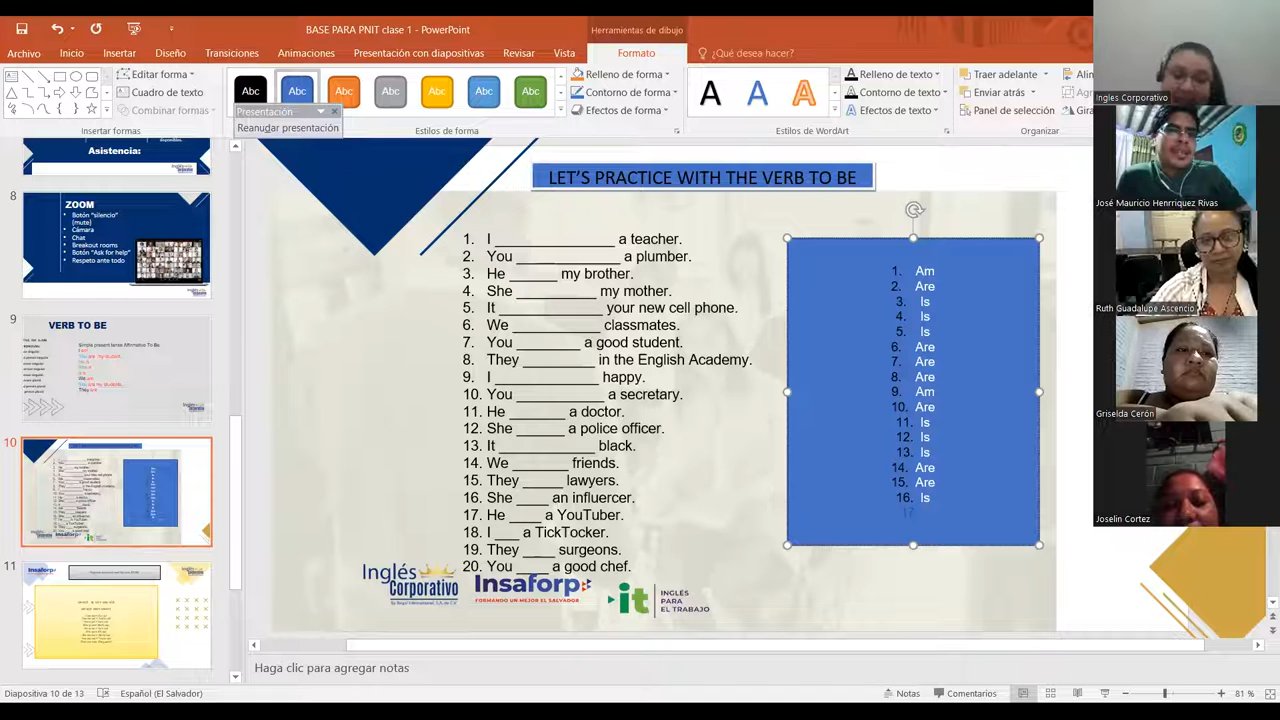 BASE PARA PNIT clase 1 - PowerPoint
Herramientas de dibujo
Archivo
Inicio
Insertar
Diseño
Transiciones
Animaciones
Presentación con diapositivas
Revisar
Vista
Formato
¿Qué desea hacer?
Editar forma
Cuadro de texto
Combinar formas
Insertar formas
Abc
Abc
Abc
Abc
Abc
Abc
Abc
Presentación
Reanudar presentación
Estilos de forma
Relleno de forma
Contorno de forma
Efectos de forma
A
A
A
Estilos de WordArt
Relleno de texto
Contorno de texto
Efectos de texto
Traer adelante
Enviar atrás
Panel de selección
Organizar
Asistencia:
8
ZOOM
Botón "silencio"
(mute)
Cámara
Chat
Breakout rooms
Botón "Ask for help"
Respeto ante todo
9
VERB TO BE
10
11
LET'S PRACTICE WITH THE VERB TO BE
1. I ____________ a teacher.
2. You _____________ a plumber.
3. He ______ my brother.
4. She __________ my mother.
5. It _____________ your new cell phone.
6. We ___________ classmates.
7. You ________ a good student.
8. They _________ in the English Academy.
9. I _____________ happy.
10. You ___________ a secretary.
11. He _______ a doctor.
12. She ______ a police officer.
13. It ____________ black.
14. We _______ friends.
15. They _____ lawyers.
16. She ____ an influcer.
17. He ____ a YouTuber.
18. I ___ a TickTocker.
19. They ____ surgeons.
20. You ____ a good chef.
1. Am
2. Are
3. Is
4. Is
5. Is
6. Are
7. Are
8. Are
9. Am
10. Are
11. Is
12. Is
13. Is
14. Are
15. Are
16. Is
17.
Inglés
Corporativo
By Regal International, S.A. de C.V.
Insaforp
FORMANDO UN MEJOR EL SALVADOR
it
INGLÉS
PARA
EL TRABAJO
Haga clic para agregar notas
Diapositiva 10 de 13
Español (El Salvador)
Notas
Comentarios
81 %
Ingles Corporativo
José Mauricio Henrriquez Rivas
Ruth Guadalupe Ascencio
Griselda Cerón
Joselin Cortez